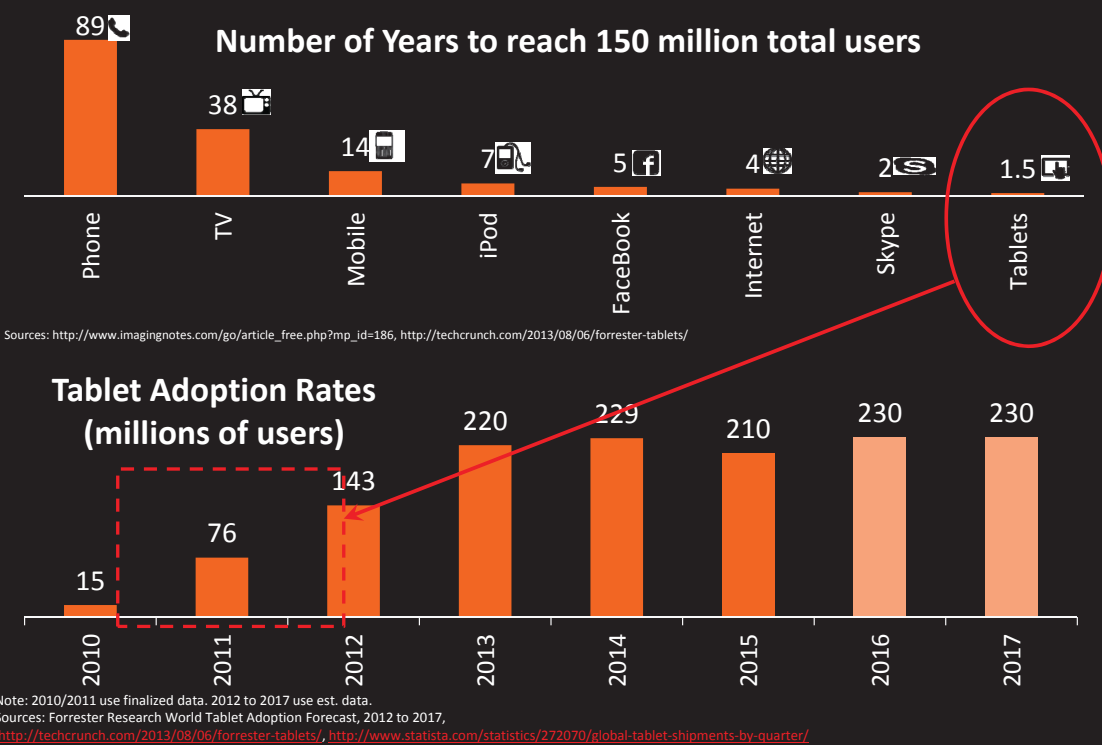 Number of Years to reach 150 million total users
89
38
14
7
5
f
4
2
S
1.5
Phone
TV
Mobile
iPod
FaceBook
Internet
Skype
Tablets
Sources: http://www.imagingnotes.com/go/article_free.php?mp_id=186, http://techcrunch.com/2013/08/06/forrester-tablets/
Tablet Adoption Rates
(millions of users)
15
76
143
220
229
210
230
230
2010
2011
2012
2013
2014
2015
2016
2017
Note: 2010/2011 use finalized data. 2012 to 2017 use est. data.
Sources: Forrester Research World Tablet Adoption Forecast, 2012 to 2017,
http://techcrunch.com/2013/08/06/forrester-tablets/, http://www.statista.com/statistics/272070/global-tablet-shipments-by-quarter/